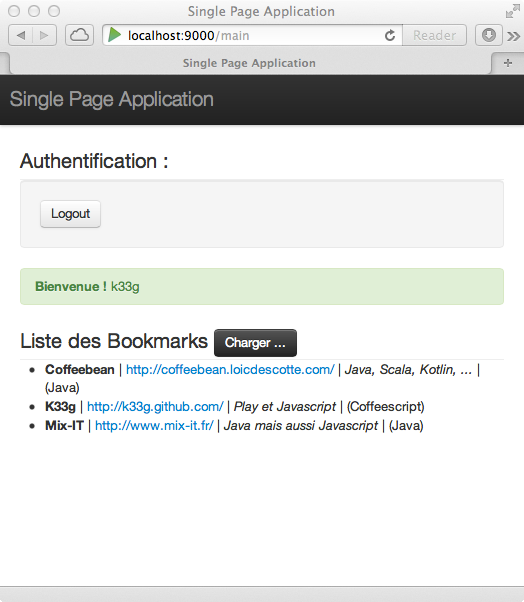 Single Page Application
localhost:9000/main
Reader
Single Page Application
Single Page Application
Authentification :
Logout
Bienvenue ! k33g
Liste des Bookmarks Charger ...
Coffeebean | http://coffeebean.loicdescotte.com/ | Java, Scala, Kotlin, ... |
(Java)
K33g | http://k33g.github.com/ | Play et Javascript | (Coffeescript)
Mix-IT | http://www.mix-it.fr/ | Java mais aussi Javascript | (Java)